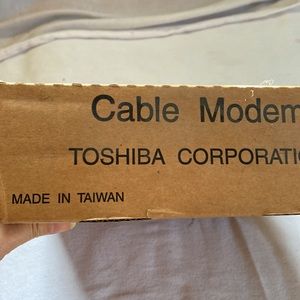 Cable Modem
TOSHIBA CORPORATIO
MADE IN TAIWAN